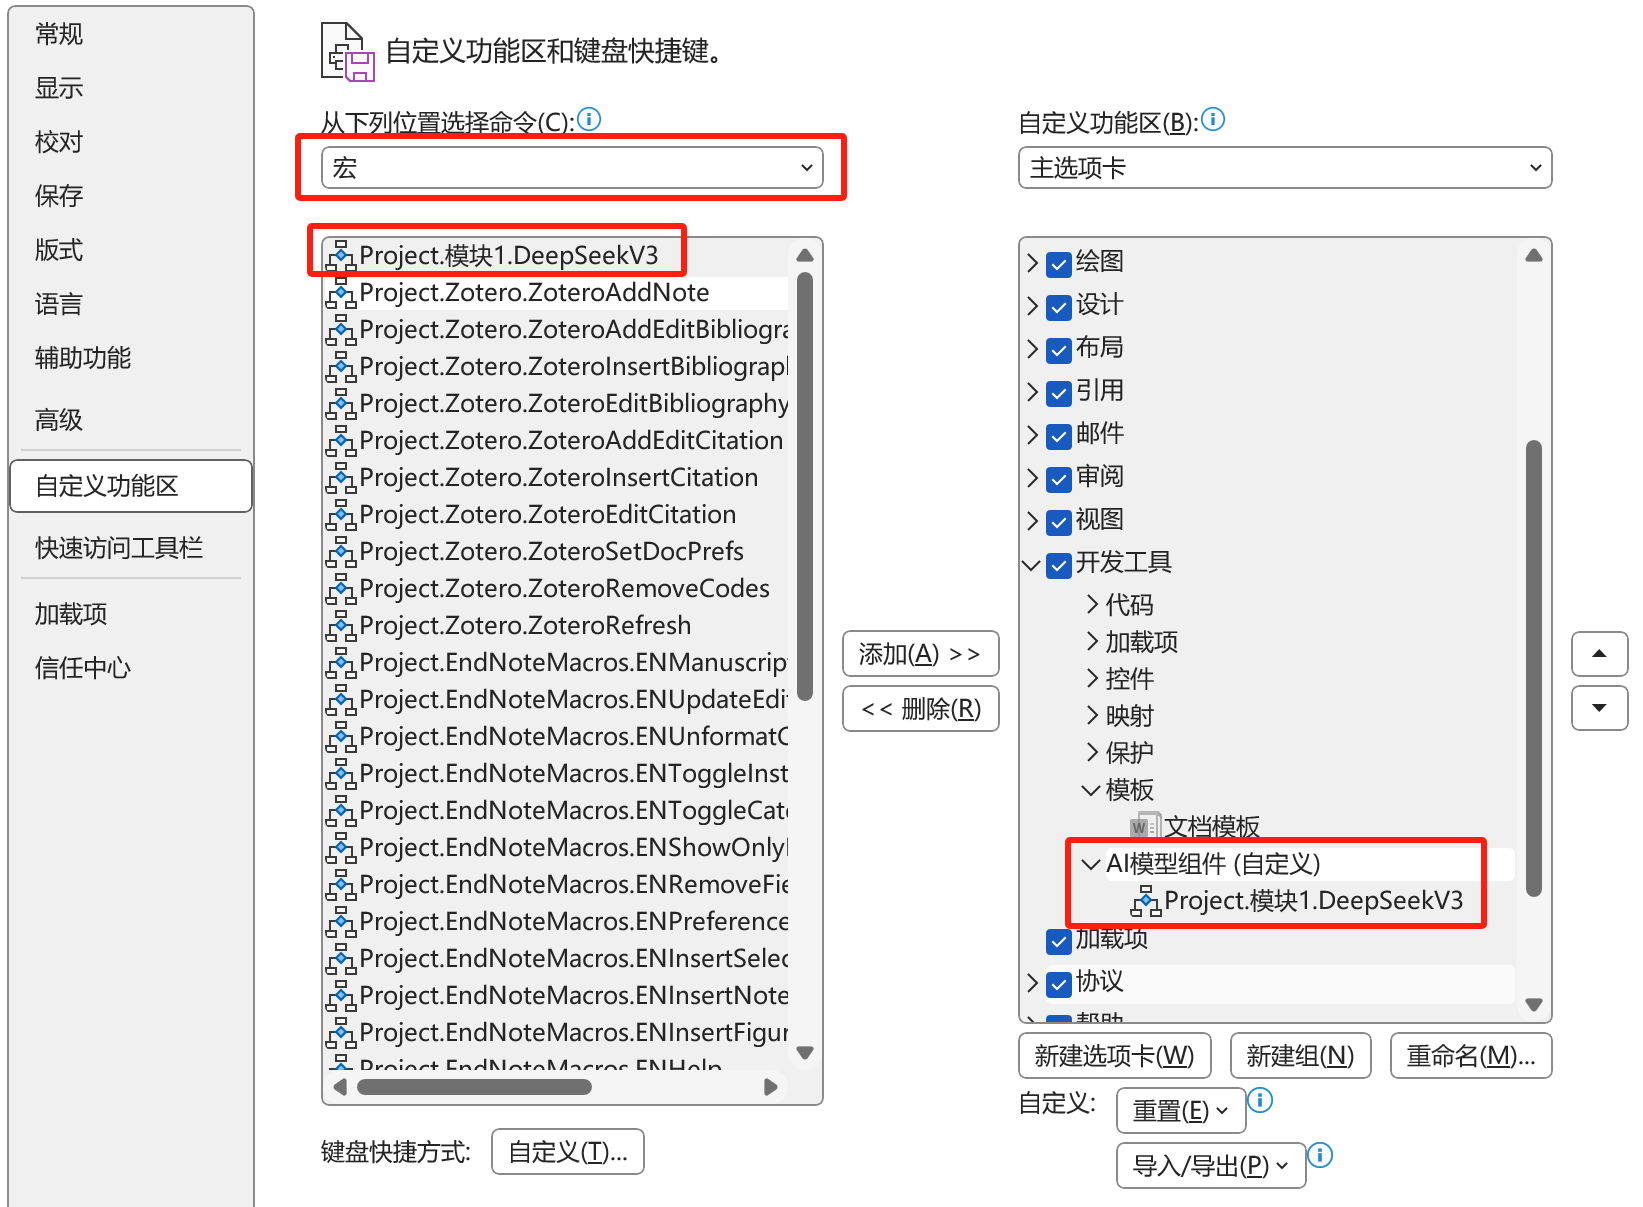 常规
显示
校对
保存
版式
语言
辅助功能
高级
自定义功能区
快速访问工具栏
加载项
信任中心
自定义功能区和键盘快捷键。
从下列位置选择命令(C):
宏
Project.模块1.DeepSeekV3
Project.Zotero.ZoteroAddNote
Project.Zotero.ZoteroAddEditBibliogra
Project.Zotero.ZoteroInsertBibliograph
Project.Zotero.ZoteroEditBibliography
Project.Zotero.ZoteroAddEditCitation
Project.Zotero.ZoteroInsertCitation
Project.Zotero.ZoteroEditCitation
Project.Zotero.ZoteroSetDocPrefs
Project.Zotero.ZoteroRemoveCodes
Project.Zotero.ZoteroRefresh
Project.EndNoteMacros.ENManuscript
Project.EndNoteMacros.ENUpdateEdit
Project.EndNoteMacros.ENUnformatC
Project.EndNoteMacros.ENToggleInst
Project.EndNoteMacros.ENToggleCate
Project.EndNoteMacros.ENShowOnly
Project.EndNoteMacros.ENRemoveFie
Project.EndNoteMacros.ENPreference
Project.EndNoteMacros.ENInsertSelec
Project.EndNoteMacros.ENInsertNote
Project.EndNoteMacros.ENInsertFigur
Project.EndNoteMacros.ENHelp
键盘快捷方式:
自定义(T)...
添加(A) >>
<< 删除(R)
自定义功能区(B):
主选项卡
绘图
设计
布局
引用
邮件
审阅
视图
开发工具
代码
加载项
控件
映射
保护
模板
文档模板
AI模型组件 (自定义)
Project.模块1.DeepSeekV3
加载项
协议
帮助
新建选项卡(W)
新建组(N)
重命名(M)...
自定义:
重置(E)
导入/导出(P)